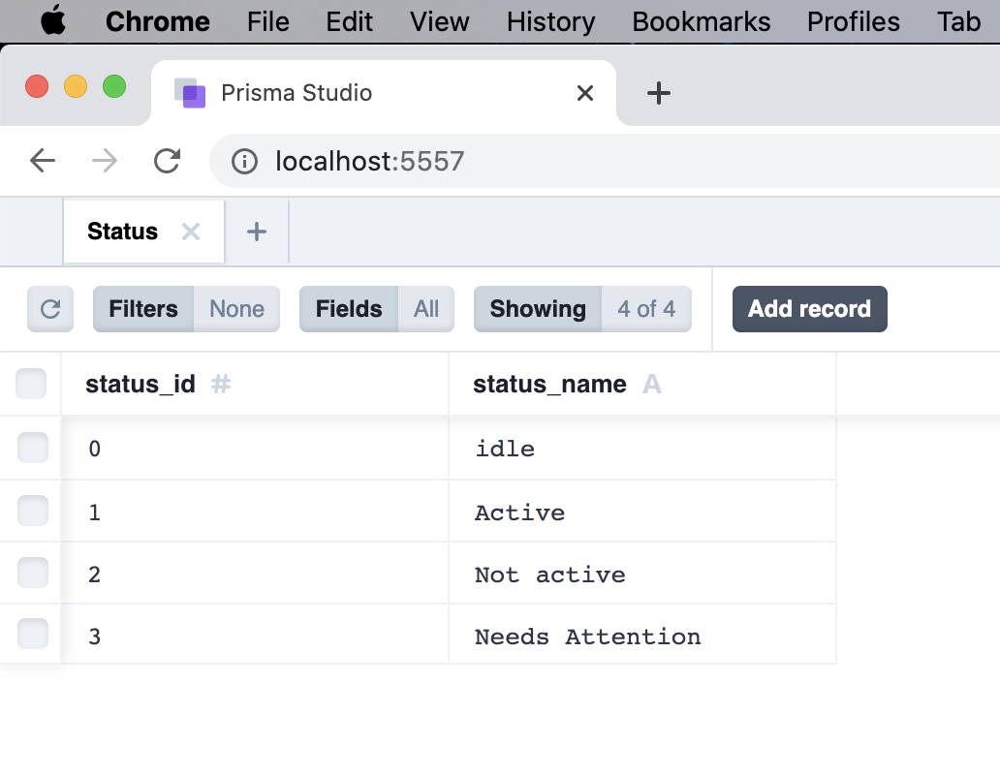 Chrome File Edit View History Bookmarks Profiles Tab
Prisma Studio
localhost:5557
Status
Filters None Fields All Showing 4 of 4 Add record
status_id # status_name A
0 idle
1 Active
2 Not active
3 Needs Attention